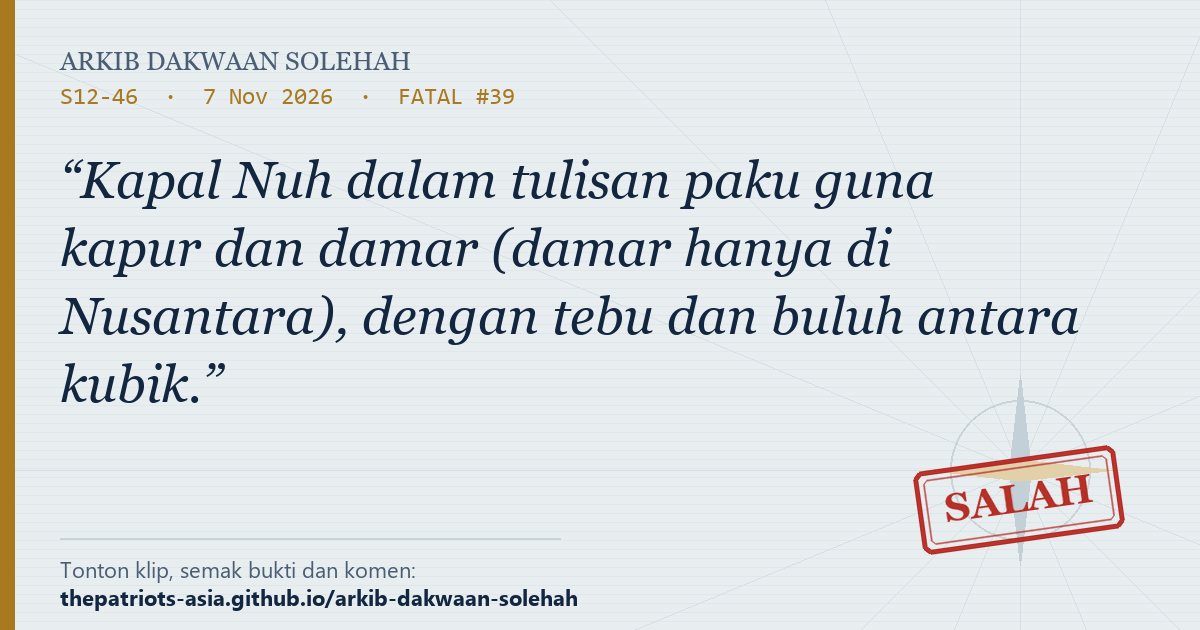 ARKIB DAKWAAN SOLEHAH
S12-46 · 7 Nov 2026 · FATAL #39
“Kapal Nuh dalam tulisan paku guna
kapur dan damar (damar hanya di
Nusantara), dengan tebu dan buluh antara
kubik.”
SALAH
Tonton klip, semak bukti dan komen:
thepatriots-asia.github.io/arkib-dakwaan-solehah